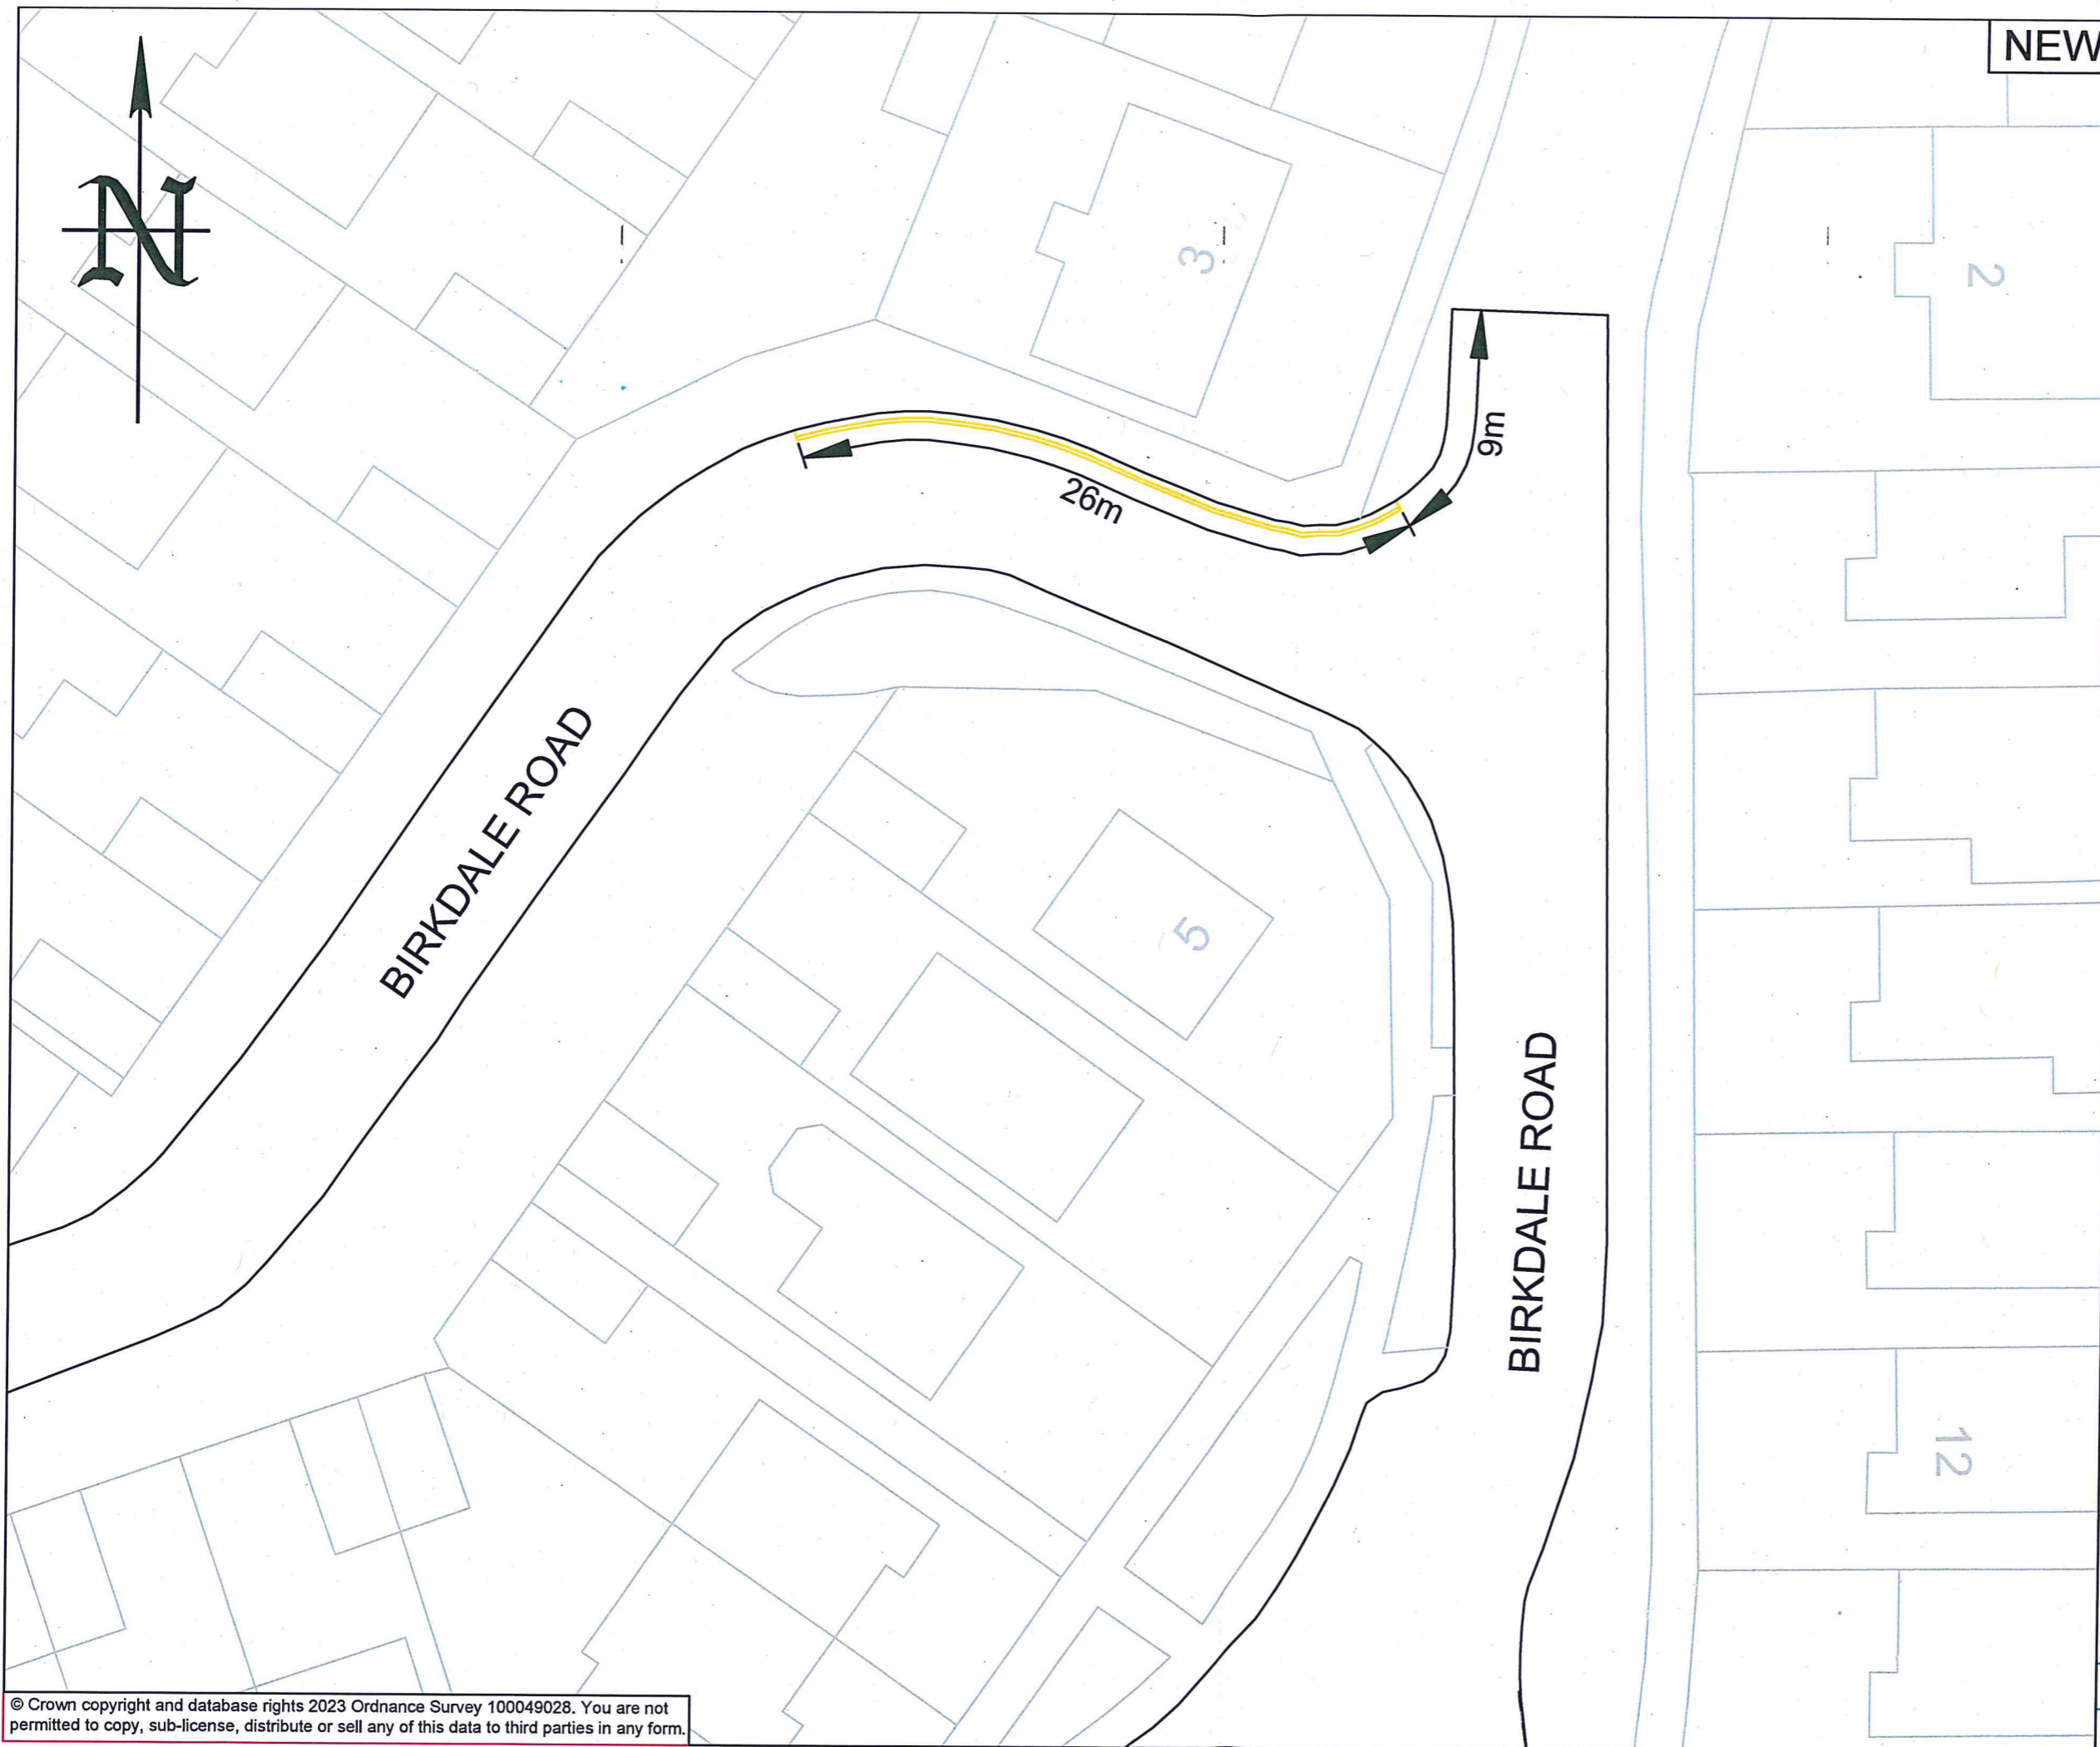 NEW
N
3
2
9m
26m
BIRKDALE ROAD
5
BIRKDALE ROAD
12
© Crown copyright and database rights 2023 Ordnance Survey 100049028. You are not
permitted to copy, sub-license, distribute or sell any of this data to third parties in any form.